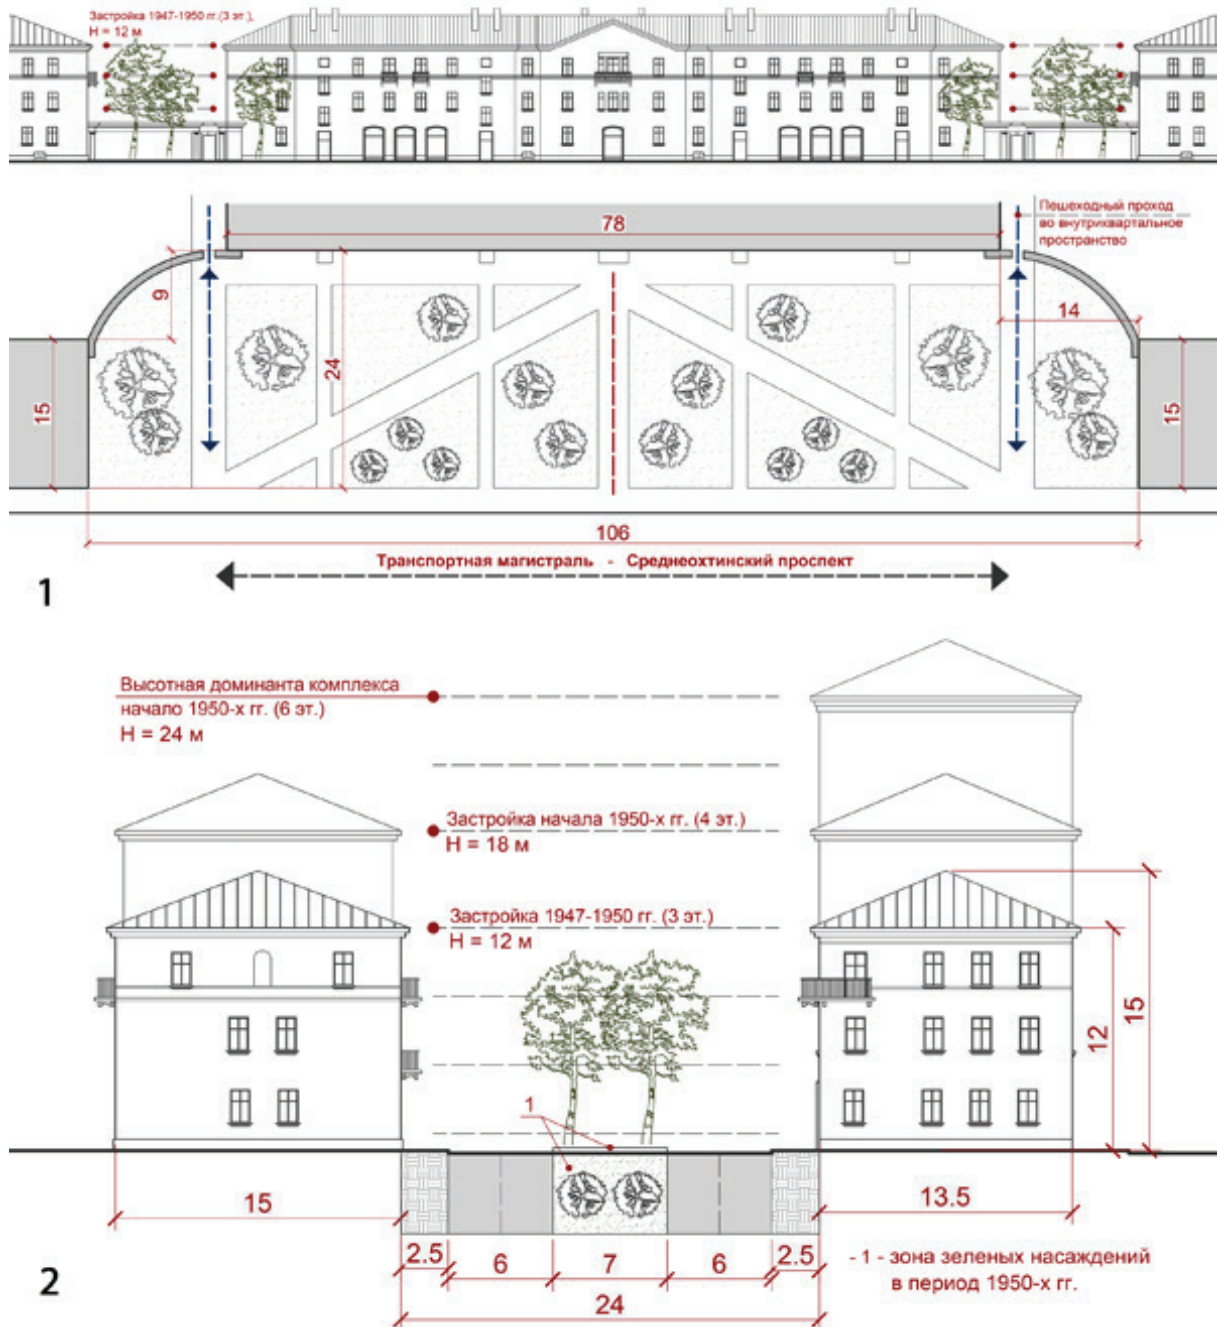 Застройка 1947-1950 гг.(3 эт.),
H = 12 м
78
Пешеходный проход
во внутриквартальное
пространство
9
24
14
15
15
106
Транспортная магистраль - Среднеохтинский проспект
1
Высотная доминанта комплекса
начало 1950-х гг. (6 эт.)
H = 24 м
Застройка начала 1950-х гг. (4 эт.)
H = 18 м
Застройка 1947-1950 гг. (3 эт.)
H = 12 м
12
15
1
15
13.5
2.5
6
7
6
2.5
24
- 1 - зона зеленых насаждений
в период 1950-х гг.
2